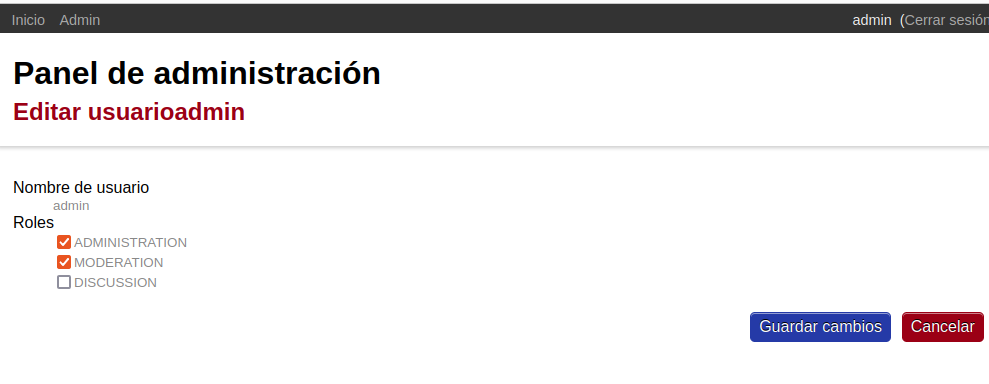 Inicio Admin admin (Cerrar sesión
Panel de administración
Editar usuarioadmin
Nombre de usuario
admin
Roles
ADMINISTRATION
MODERATION
DISCUSSION
Guardar cambios Cancelar